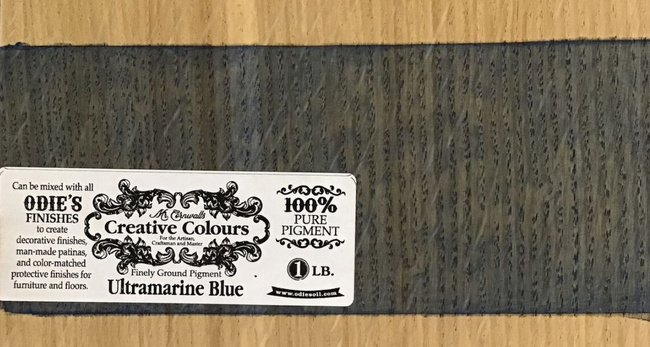 Can be mixed with all
ODIE'S
FINISHES
to create
decorative finishes,
man-made patinas,
and color-matched
protective finishes for
furniture and floors.
Mr. Cornwall's
Creative Colours
For the Artisan,
Craftsman and Master
Finely Ground Pigment
Ultramarine Blue
100%
PURE
PIGMENT
1 LB.
www.odiesoil.com